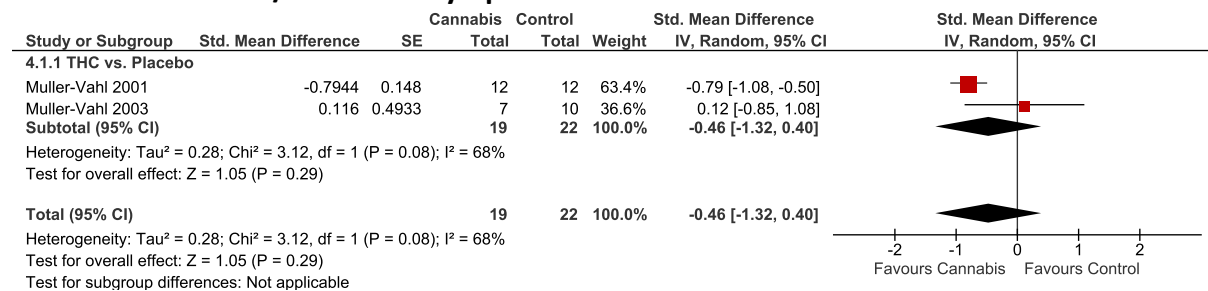 Cannabis Control Std. Mean Difference Std. Mean Difference
Study or Subgroup Std. Mean Difference SE Total Total Weight IV, Random, 95% CI IV, Random, 95% CI
4.1.1 THC vs. Placebo
Muller-Vahl 2001 -0.7944 0.148 12 12 63.4% -0.79 [-1.08, -0.50]
Muller-Vahl 2003 0.116 0.4933 7 10 36.6% 0.12 [-0.85, 1.08]
Subtotal (95% CI) 19 22 100.0% -0.46 [-1.32, 0.40]
Heterogeneity: Tau² = 0.28; Chi² = 3.12, df = 1 (P = 0.08); I² = 68%
Test for overall effect: Z = 1.05 (P = 0.29)
Total (95% CI) 19 22 100.0% -0.46 [-1.32, 0.40]
Heterogeneity: Tau² = 0.28; Chi² = 3.12, df = 1 (P = 0.08); I² = 68%
-2 -1 0 1 2
Test for overall effect: Z = 1.05 (P = 0.29)
Favours Cannabis Favours Control
Test for subgroup differences: Not applicable